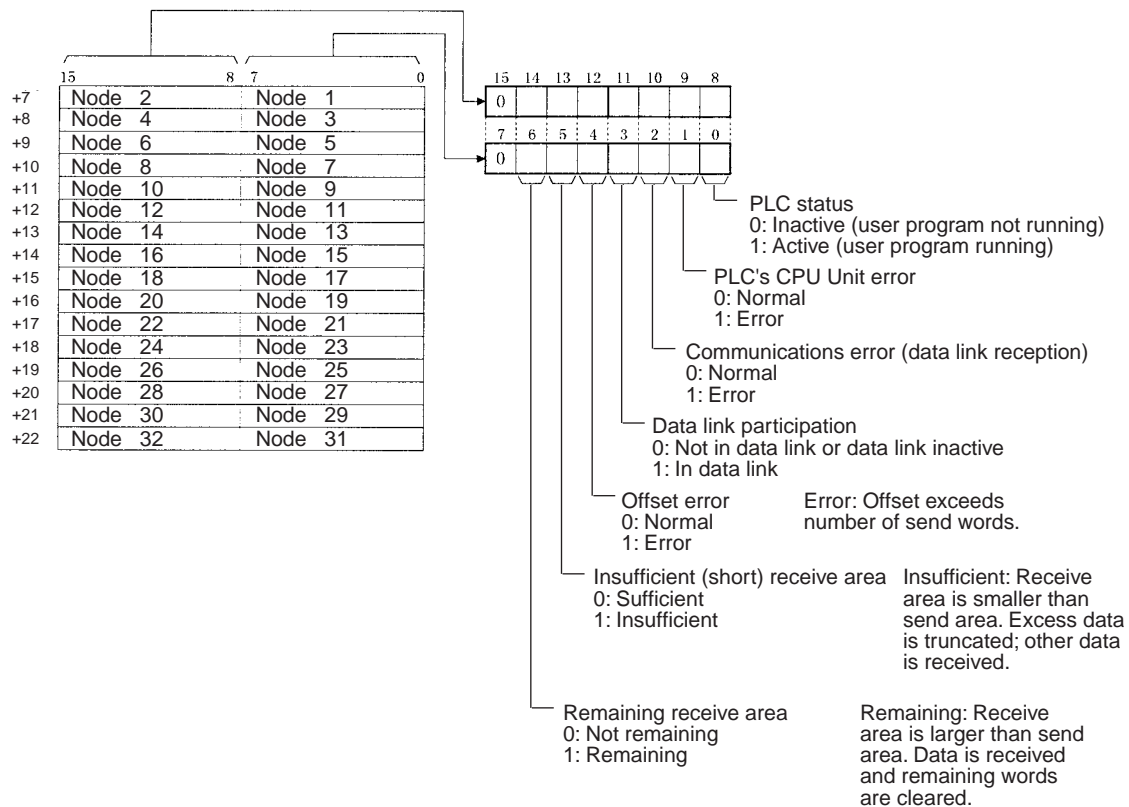 15 8 7 0
+7 Node 2 Node 1
+8 Node 4 Node 3
+9 Node 6 Node 5
+10 Node 8 Node 7
+11 Node 10 Node 9
+12 Node 12 Node 11
+13 Node 14 Node 13
+14 Node 16 Node 15
+15 Node 18 Node 17
+16 Node 20 Node 19
+17 Node 22 Node 21
+18 Node 24 Node 23
+19 Node 26 Node 25
+20 Node 28 Node 27
+21 Node 30 Node 29
+22 Node 32 Node 31
15 14 13 12 11 10 9 8
0
7 6 5 4 3 2 1 0
0
PLC status
0: Inactive (user program not running)
1: Active (user program running)
PLC's CPU Unit error
0: Normal
1: Error
Communications error (data link reception)
0: Normal
1: Error
Data link participation
0: Not in data link or data link inactive
1: In data link
Offset error
0: Normal
1: Error
Error: Offset exceeds
number of send words.
Insufficient (short) receive area
0: Sufficient
1: Insufficient
Insufficient: Receive
area is smaller than
send area. Excess data
is truncated; other data
is received.
Remaining receive area
0: Not remaining
1: Remaining
Remaining: Receive
area is larger than send
area. Data is received
and remaining words
are cleared.